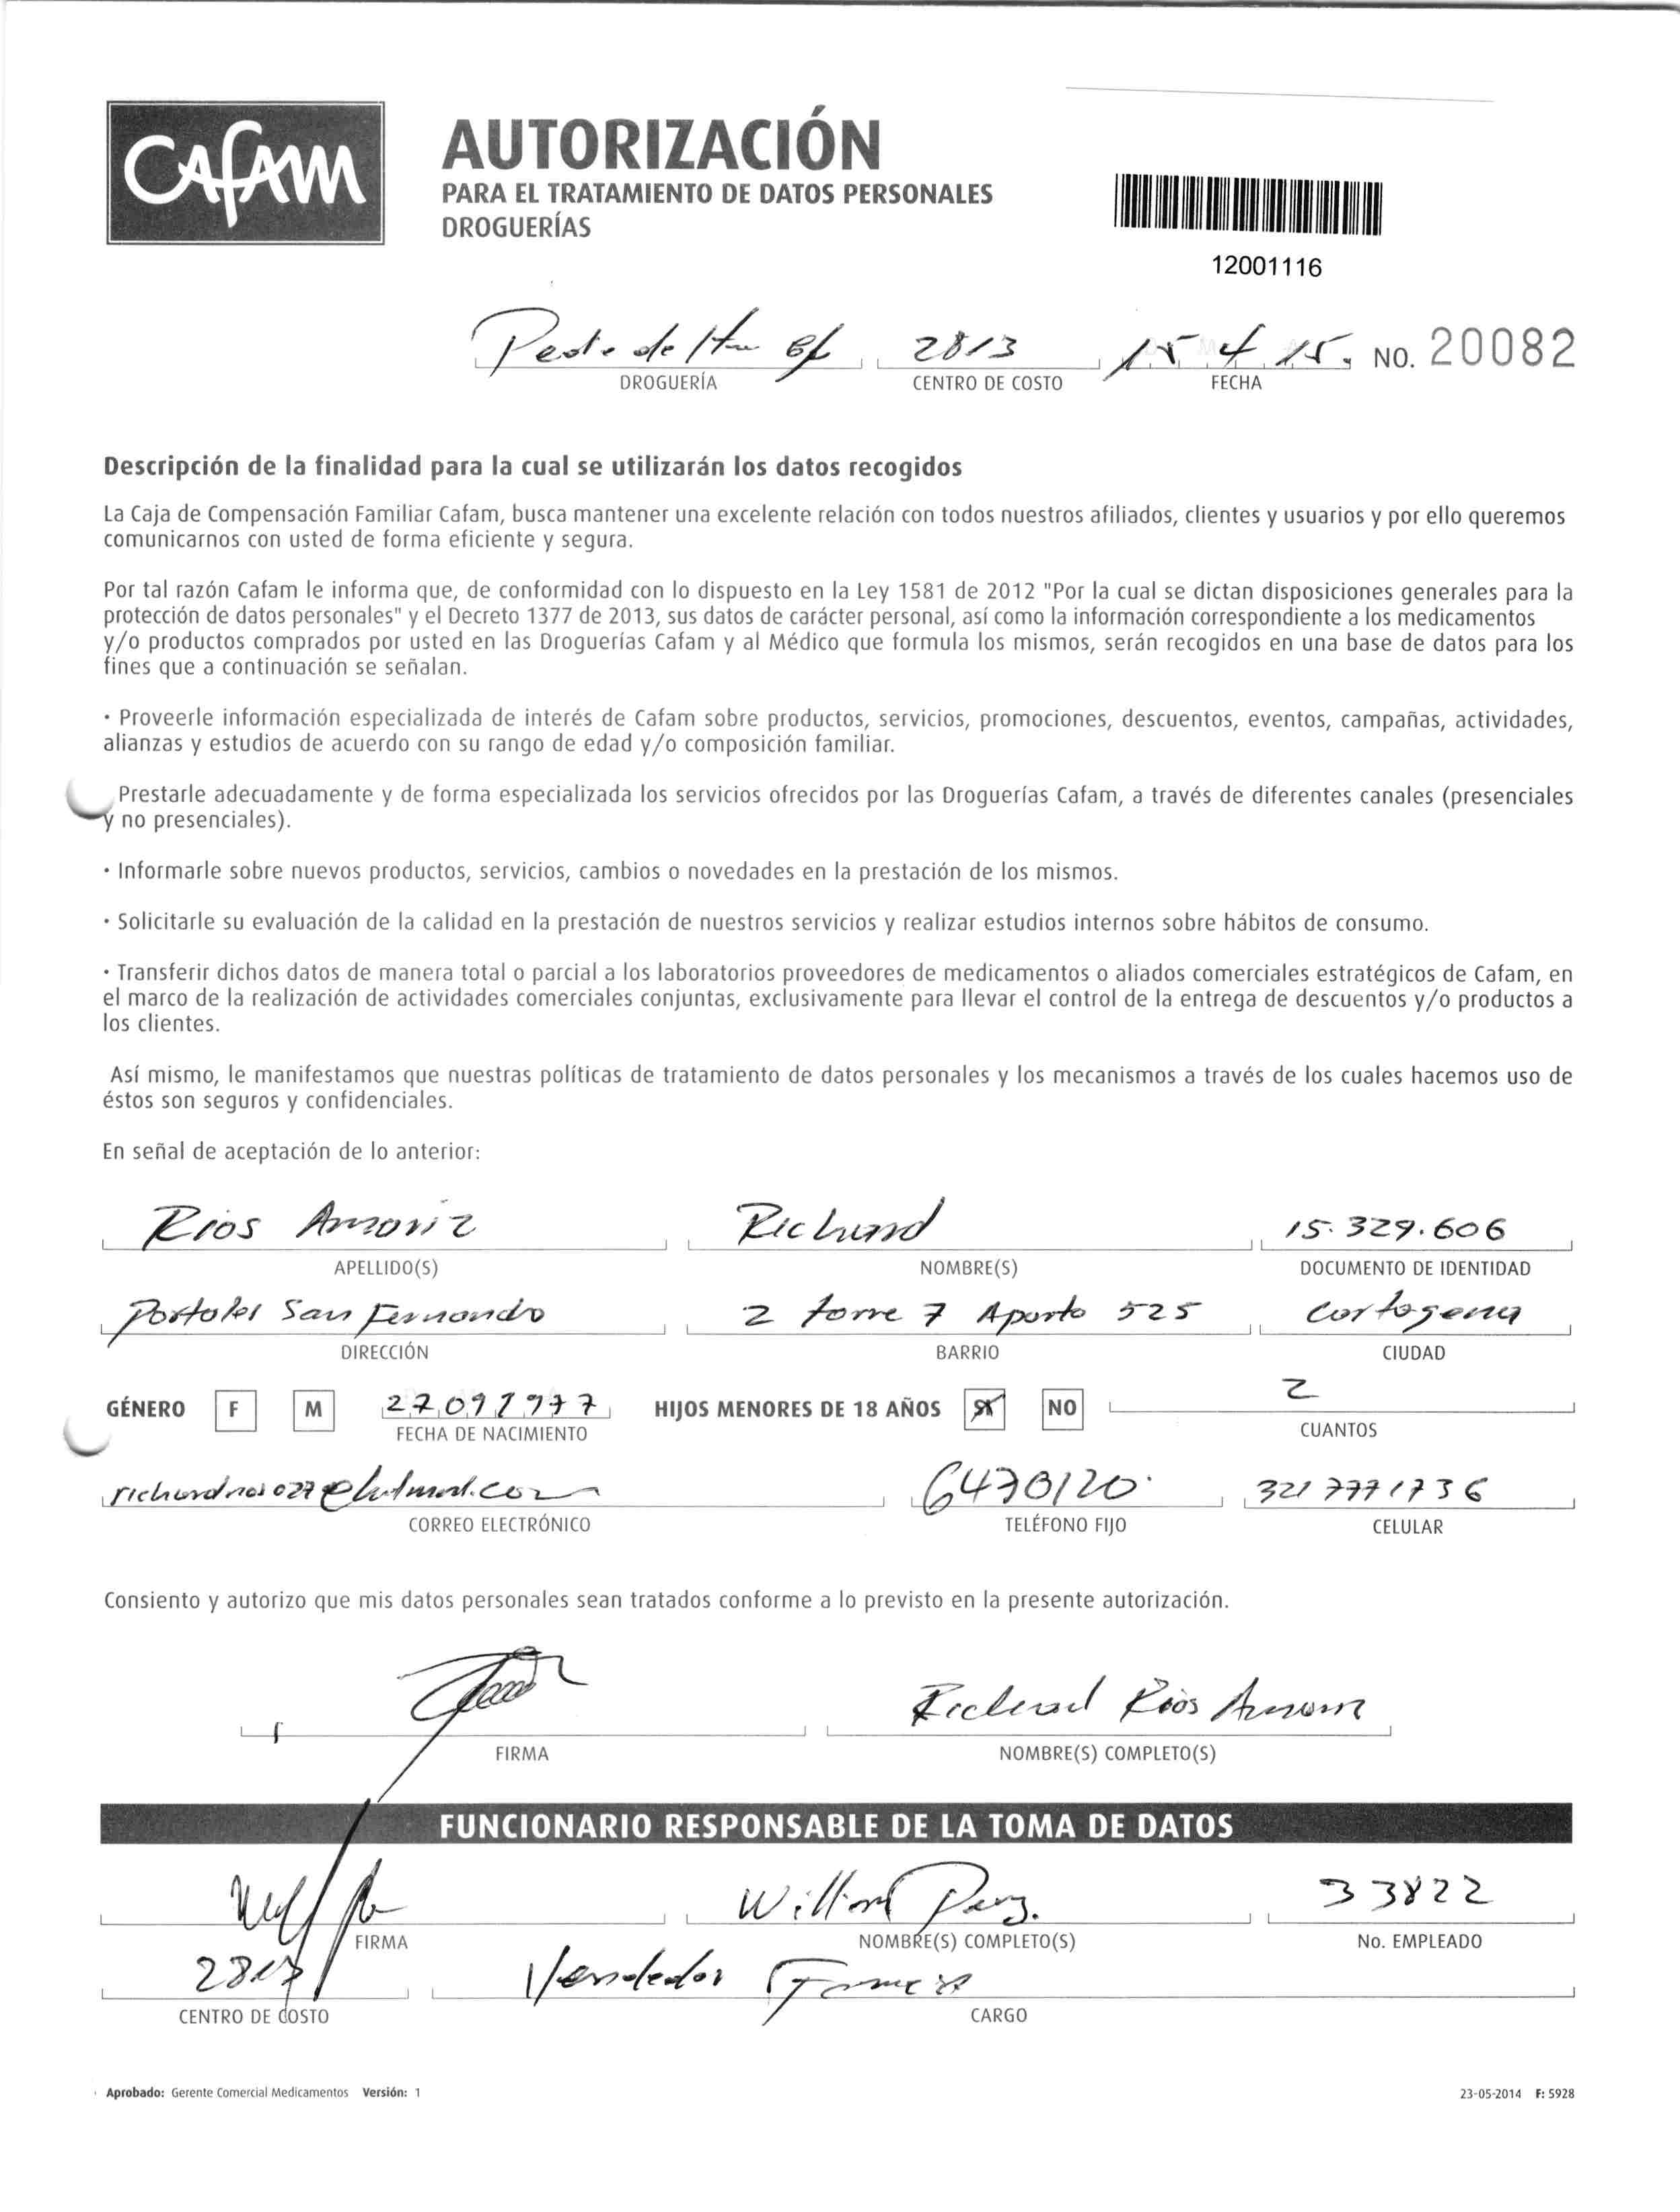 CAFAM
AUTORIZACIÓN
PARA EL TRATAMIENTO DE DATOS PERSONALES
DROGUERÍAS
12001116
2813 15 4 15. NO. 20082
DROGUERÍA CENTRO DE COSTO FECHA
Descripción de la finalidad para la cual se utilizarán los datos recogidos
La Caja de Compensación Familiar Cafam, busca mantener una excelente relación con todos nuestros afiliados, clientes y usuarios y por ello queremos
comunicarnos con usted de forma eficiente y segura.
Por tal razón Cafam le informa que, de conformidad con lo dispuesto en la Ley 1581 de 2012 "Por la cual se dictan disposiciones generales para la
protección de datos personales" y el Decreto 1377 de 2013, sus datos de carácter personal, así como la información correspondiente a los medicamentos
y/o productos comprados por usted en las Droguerías Cafam y al Médico que formula los mismos, serán recogidos en una base de datos para los
fines que a continuación se señalan.
· Proveerle información especializada de interés de Cafam sobre productos, servicios, promociones, descuentos, eventos, campañas, actividades,
alianzas y estudios de acuerdo con su rango de edad y/o composición familiar.
Prestarle adecuadamente y de forma especializada los servicios ofrecidos por las Droguerías Cafam, a través de diferentes canales (presenciales
y no presenciales).
· Informarle sobre nuevos productos, servicios, cambios o novedades en la prestación de los mismos.
· Solicitarle su evaluación de la calidad en la prestación de nuestros servicios y realizar estudios internos sobre hábitos de consumo.
· Transferir dichos datos de manera total o parcial a los laboratorios proveedores de medicamentos o aliados comerciales estratégicos de Cafam, en
el marco de la realización de actividades comerciales conjuntas, exclusivamente para llevar el control de la entrega de descuentos y/o productos a
los clientes.
Así mismo, le manifestamos que nuestras políticas de tratamiento de datos personales y los mecanismos a través de los cuales hacemos uso de
éstos son seguros y confidenciales.
En señal de aceptación de lo anterior:
Rios Richard 15.329.606
APELLIDO(S) NOMBRE(S) DOCUMENTO DE IDENTIDAD
Portales San Fernando 2 torre 7 Aparto 525 Cartagena
DIRECCIÓN BARRIO CIUDAD
GÉNERO F M 27091977 HIJOS MENORES DE 18 AÑOS SI NO 2
FECHA DE NACIMIENTO CUANTOS
richardrios027@hotmail.com 6470120 321 7771736
CORREO ELECTRÓNICO TELÉFONO FIJO CELULAR
Consiento y autorizo que mis datos personales sean tratados conforme a lo previsto en la presente autorización.
Richard Rios
FIRMA NOMBRE(S) COMPLETO(S)
FUNCIONARIO RESPONSABLE DE LA TOMA DE DATOS
33822
FIRMA NOMBRE(S) COMPLETO(S) No. EMPLEADO
Vendedor
CENTRO DE COSTO CARGO
Aprobado: Gerente Comercial Medicamentos Versión: 1 23-05-2014 F: 5928